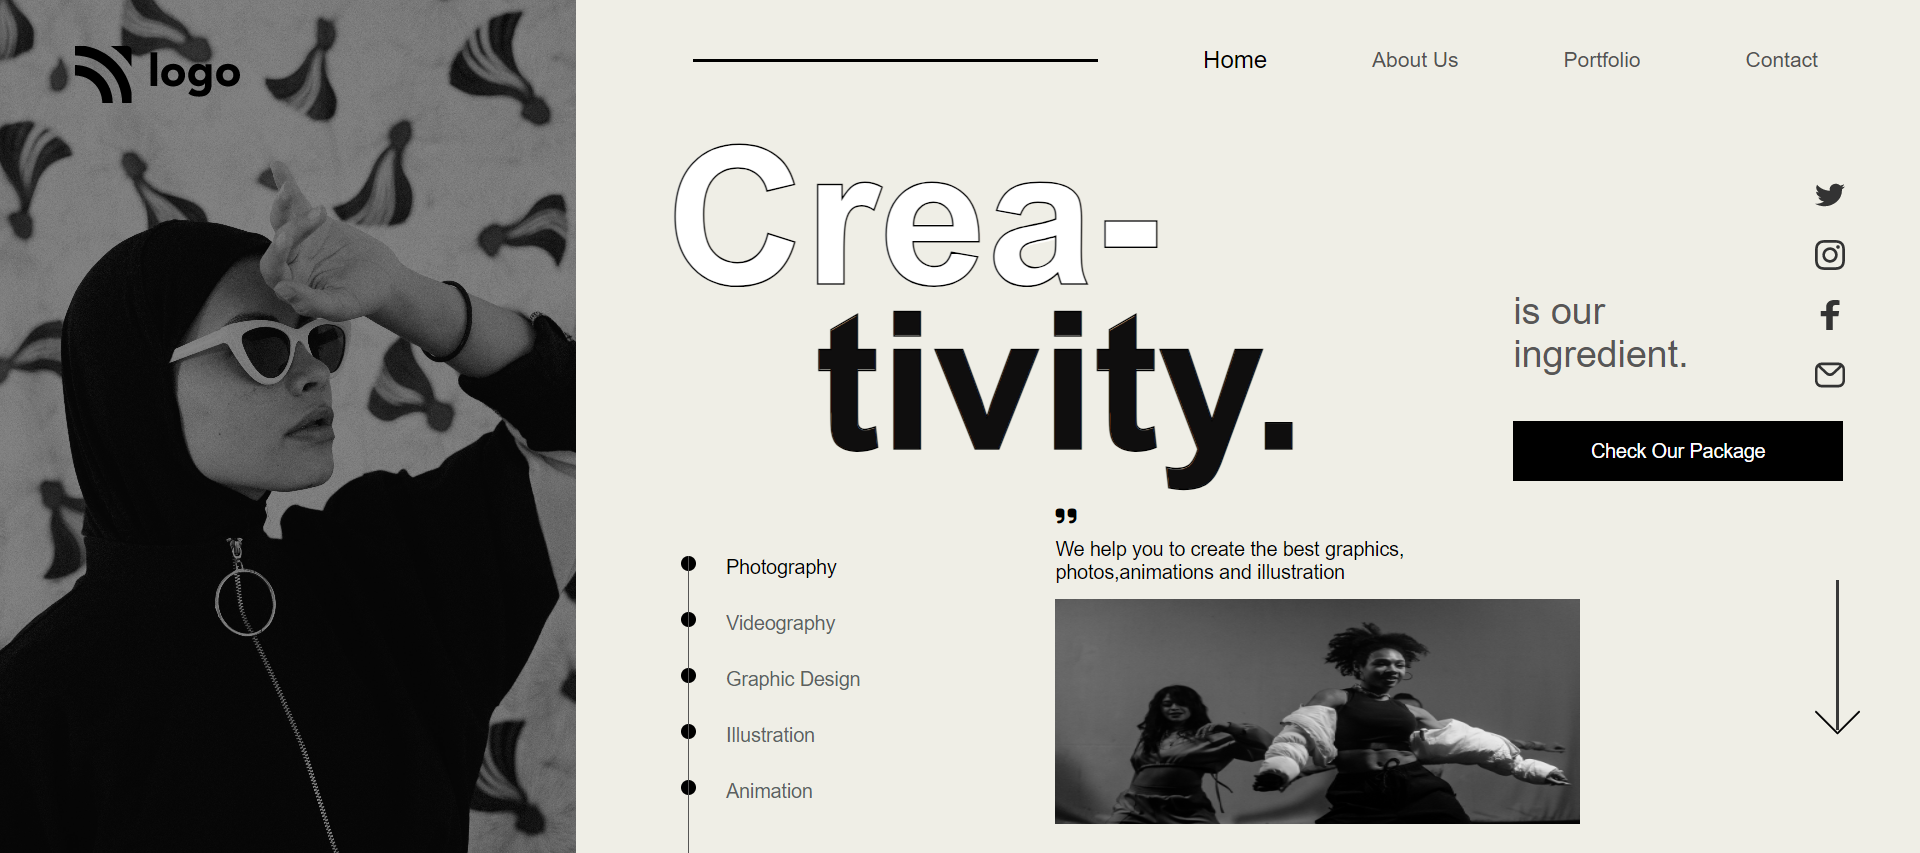 logo
Home
About Us
Portfolio
Contact
Crea-
tivity.
is our
ingredient.
Check Our Package
Photography
Videography
Graphic Design
Illustration
Animation
”
We help you to create the best graphics,
photos,animations and illustration